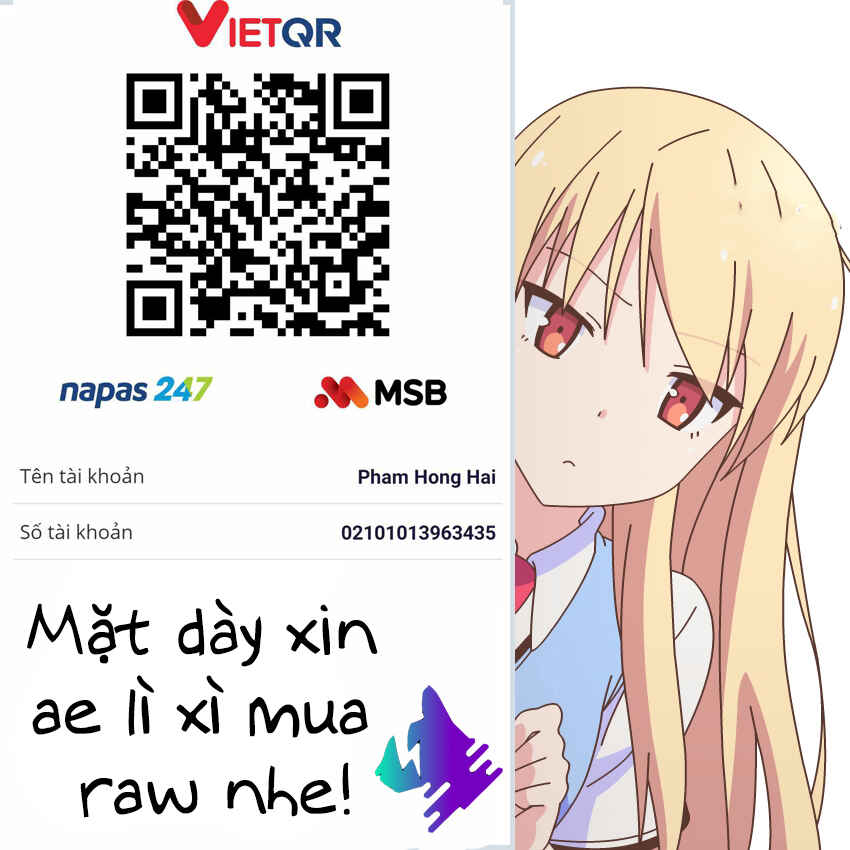 VIETQR
napas 247
MSB
Tên tài khoản Pham Hong Hai
Số tài khoản 02101013963435
Mặt dày xin
ae lì xì mua
raw nhe!